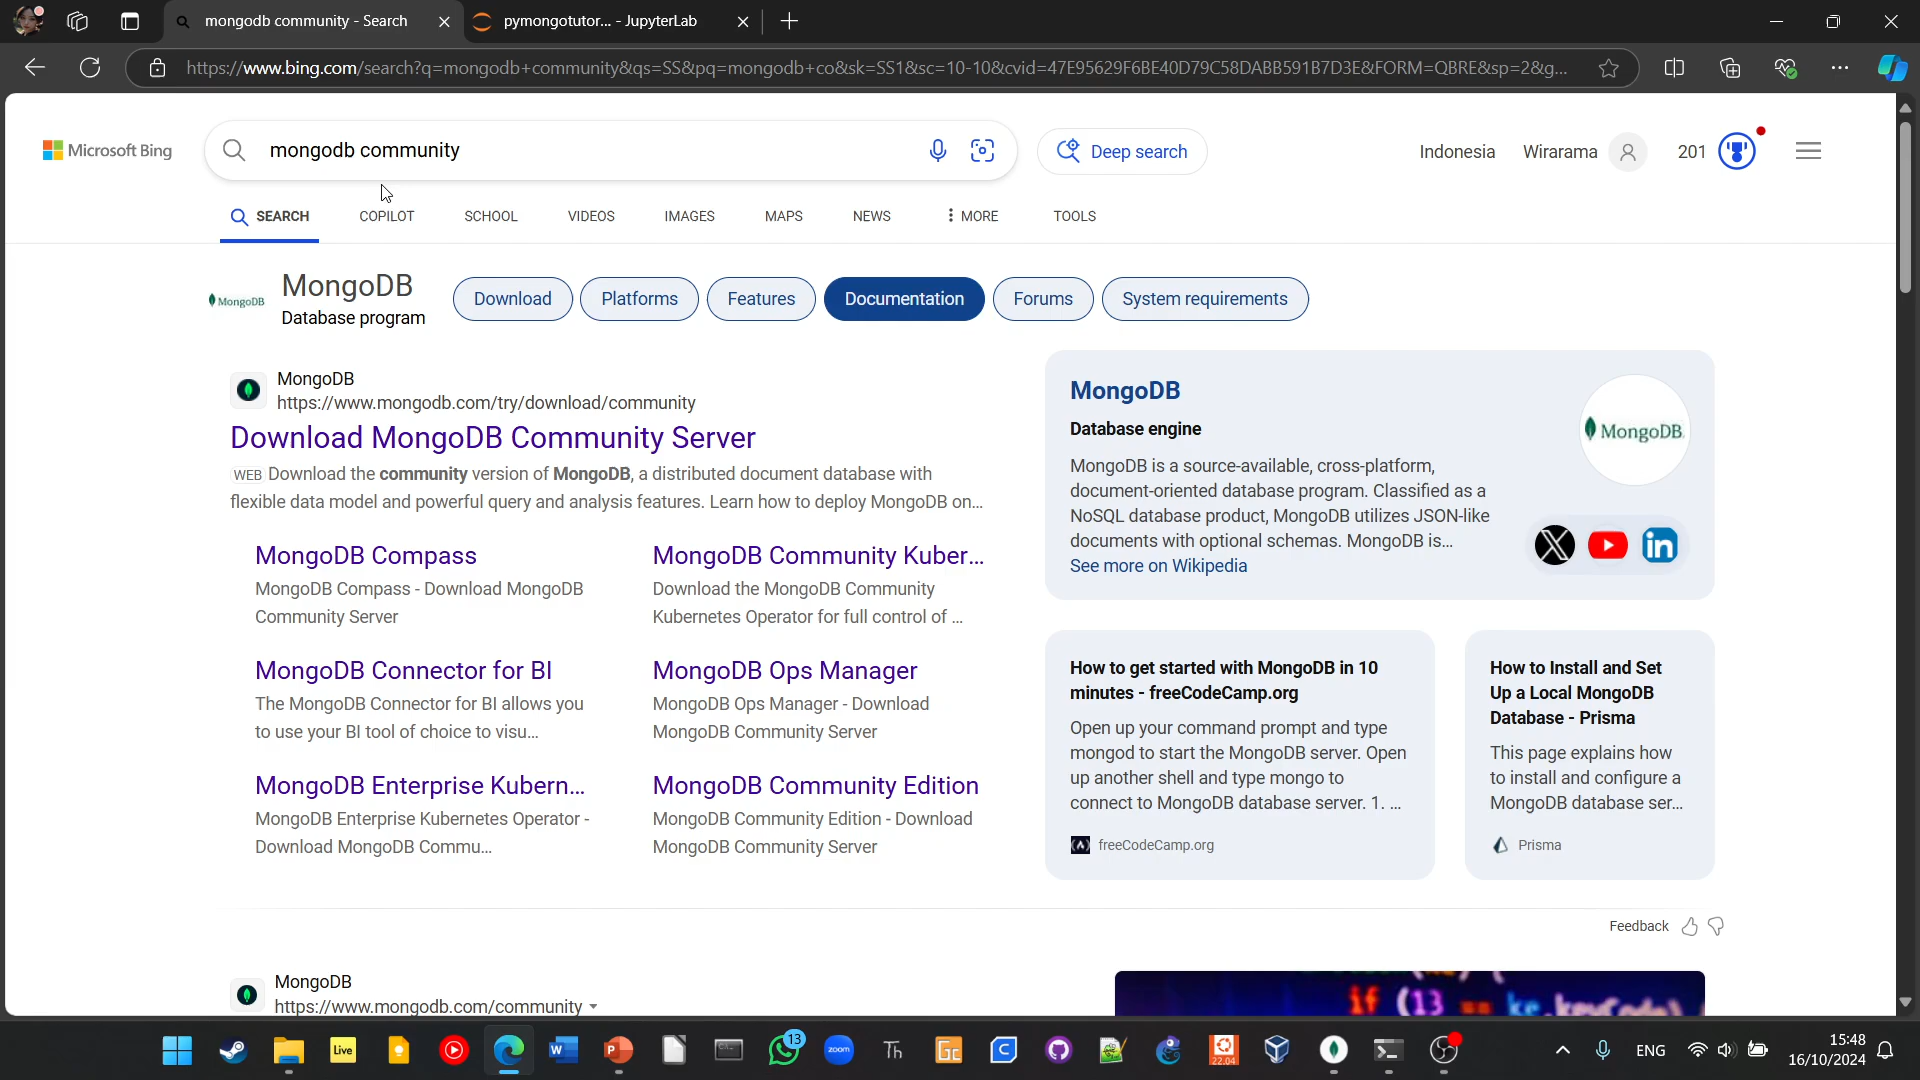 mongodb community - Search
pymongotutor... - JupyterLab
https://www.bing.com/search?q=mongodb+community&qs=SS&pq=mongodb+co&sk=SS1&sc=10-10&cvid=47E95629F6BE40D79C58DABB591B7D3E&FORM=QBRE&sp=2&g...
Microsoft Bing
mongodb community
Deep search
Indonesia
Wirarama
201
SEARCH
COPILOT
SCHOOL
VIDEOS
IMAGES
MAPS
NEWS
MORE
TOOLS
MongoDB
MongoDB
Database program
Download
Platforms
Features
Documentation
Forums
System requirements
MongoDB
https://www.mongodb.com/try/download/community
Download MongoDB Community Server
WEB Download the community version of MongoDB, a distributed document database with
flexible data model and powerful query and analysis features. Learn how to deploy MongoDB on...
MongoDB Compass
MongoDB Compass - Download MongoDB
Community Server
MongoDB Community Kuber...
Download the MongoDB Community
Kubernetes Operator for full control of ...
MongoDB Connector for BI
The MongoDB Connector for BI allows you
to use your BI tool of choice to visu...
MongoDB Ops Manager
MongoDB Ops Manager - Download
MongoDB Community Server
MongoDB Enterprise Kubern...
MongoDB Enterprise Kubernetes Operator -
Download MongoDB Commu...
MongoDB Community Edition
MongoDB Community Edition - Download
MongoDB Community Server
MongoDB
Database engine
MongoDB is a source-available, cross-platform,
document-oriented database program. Classified as a
NoSQL database product, MongoDB utilizes JSON-like
documents with optional schemas. MongoDB is...
See more on Wikipedia
MongoDB
How to get started with MongoDB in 10
minutes - freeCodeCamp.org
Open up your command prompt and type
mongod to start the MongoDB server. Open
up another shell and type mongo to
connect to MongoDB database server. 1. ...
freeCodeCamp.org
How to Install and Set
Up a Local MongoDB
Database - Prisma
This page explains how
to install and configure a
MongoDB database ser...
Prisma
Feedback
MongoDB
https://www.mongodb.com/community
if (13 == ke.keyCode)
Live
W
P
13
zoom
Th
Gc
C
22.04
ENG
15:48
16/10/2024